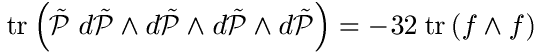 tr ( 𝒫̃ d𝒫̃ ∧ d𝒫̃ ∧ d𝒫̃ ∧ d𝒫̃ ) = −32 tr ( f ∧ f )